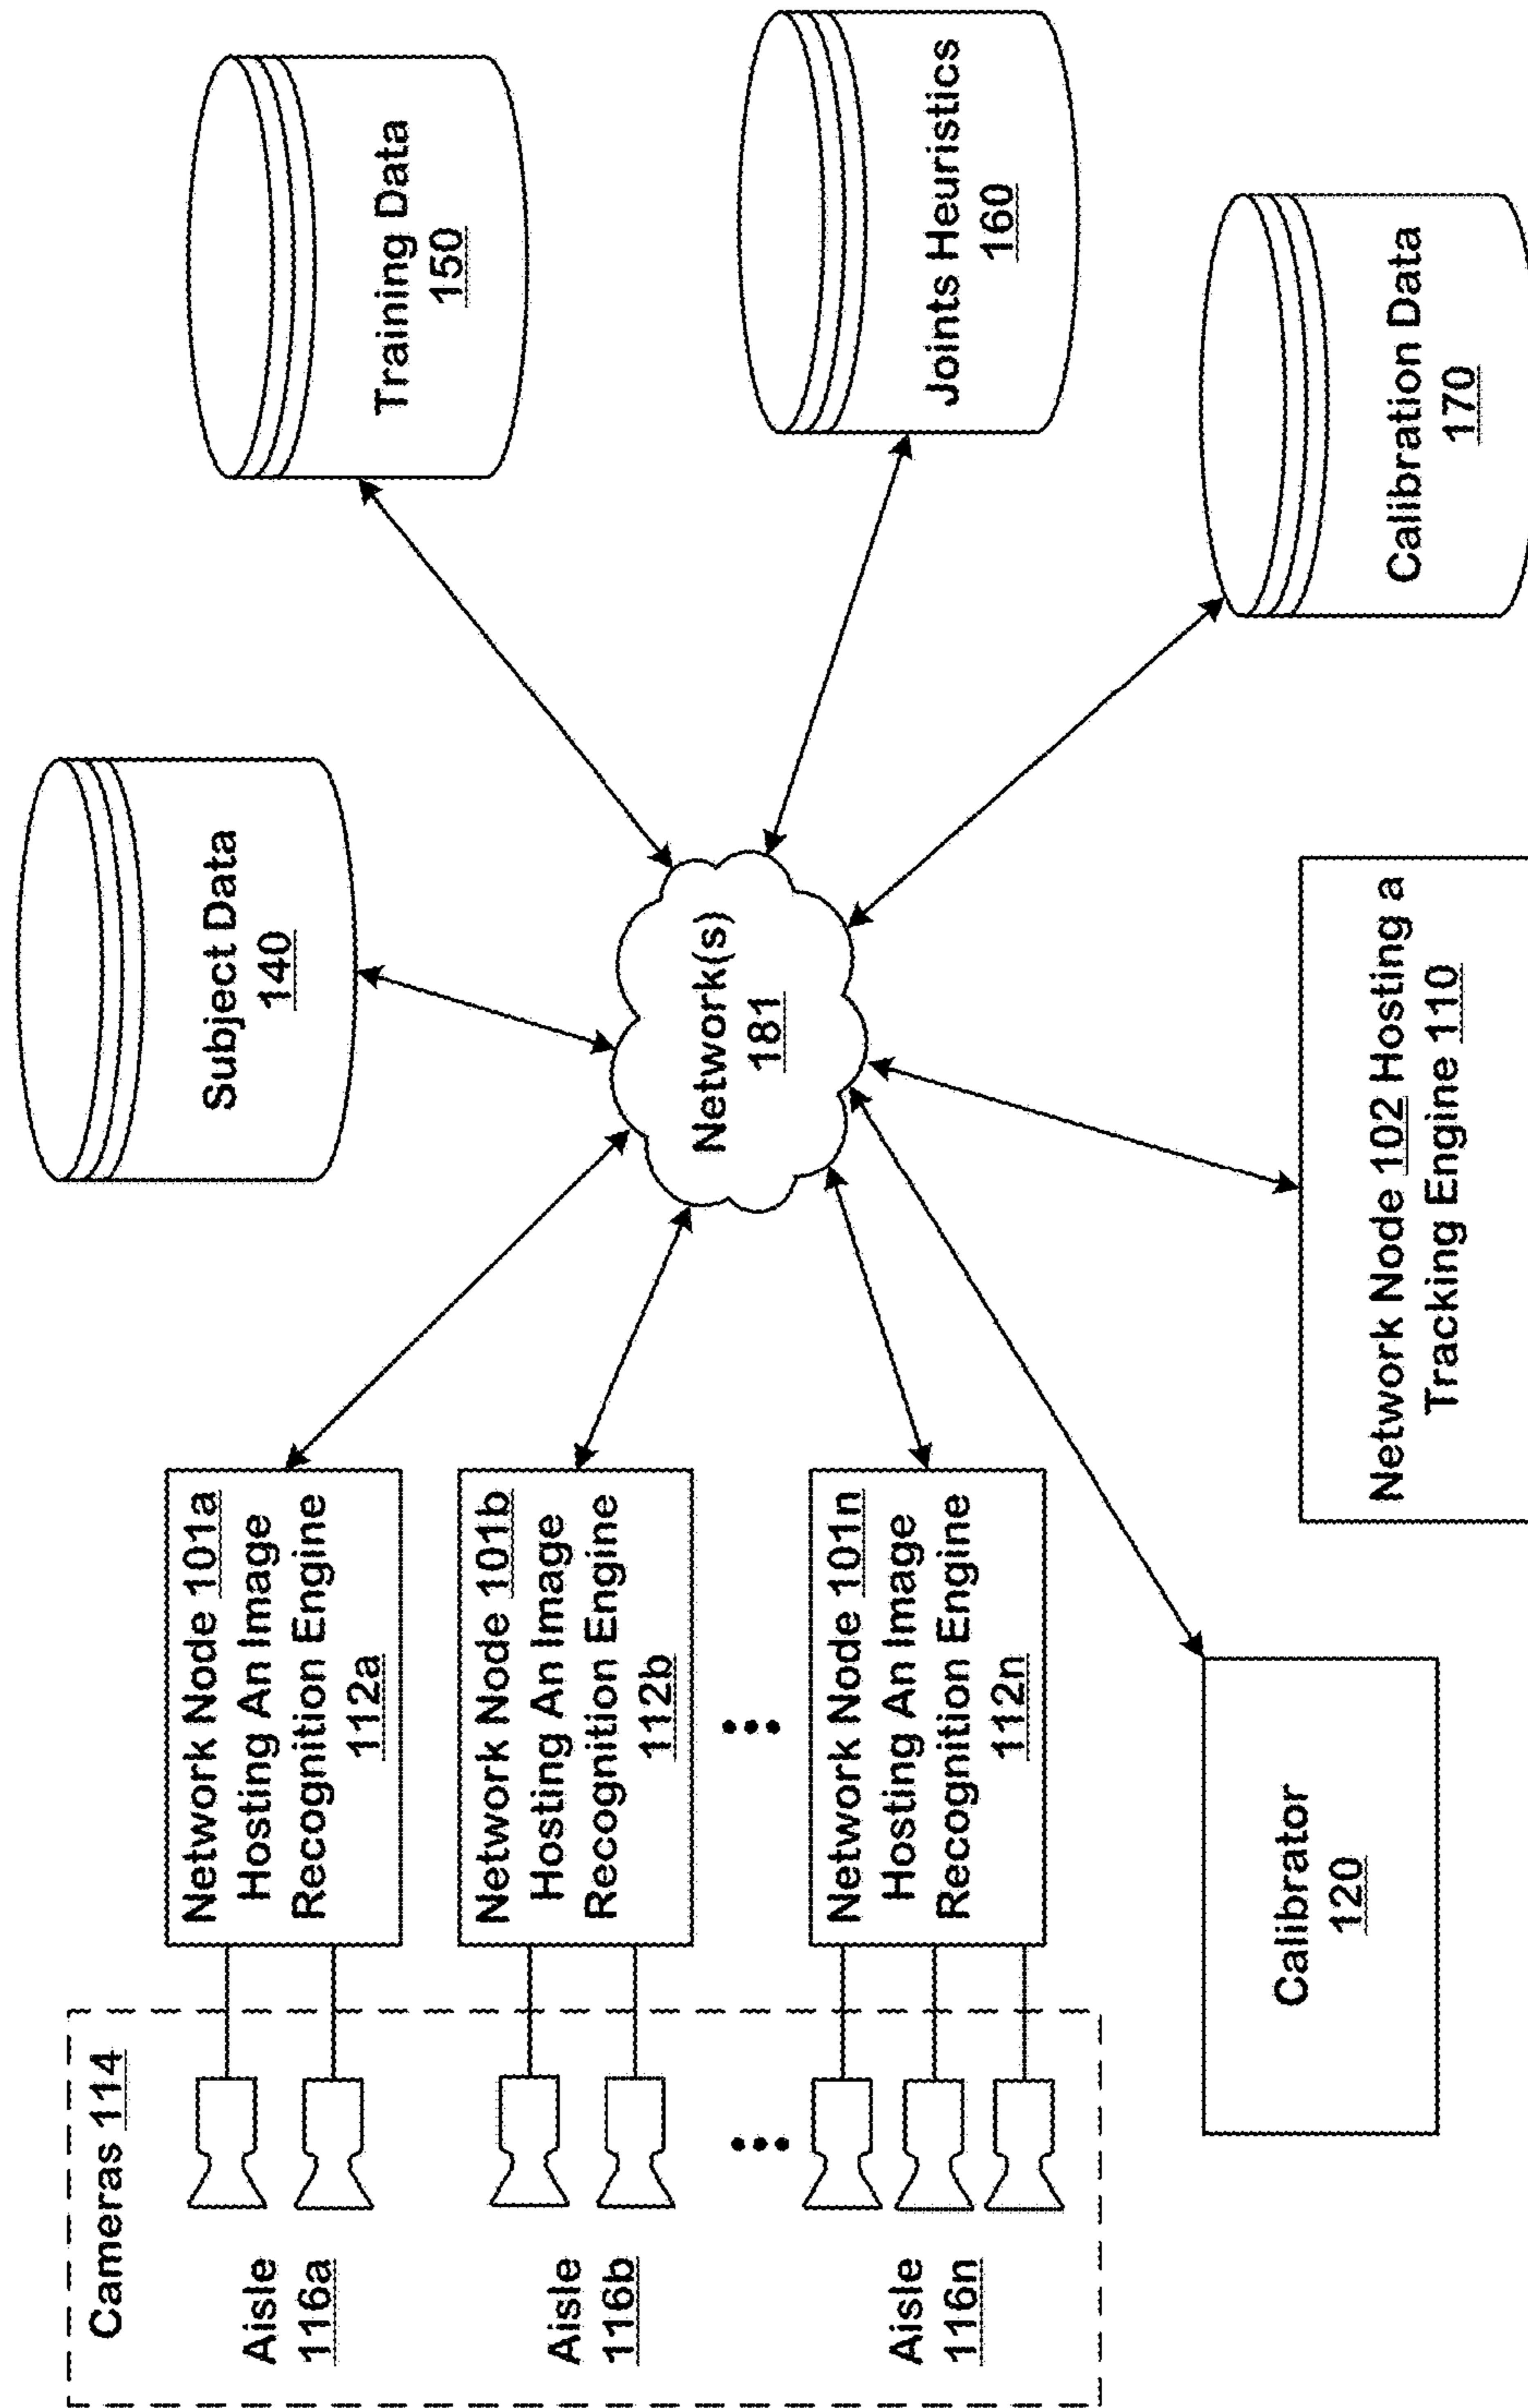 Cameras 114
Aisle
116a
Aisle
116b
Aisle
116n
Network Node 101a
Hosting An Image
Recognition Engine
112a
Network Node 101b
Hosting An Image
Recognition Engine
112b
Network Node 101n
Hosting An Image
Recognition Engine
112n
Calibrator
120
Network(s)
181
Network Node 102 Hosting a
Tracking Engine 110
Subject Data
140
Training Data
150
Joints Heuristics
160
Calibration Data
170